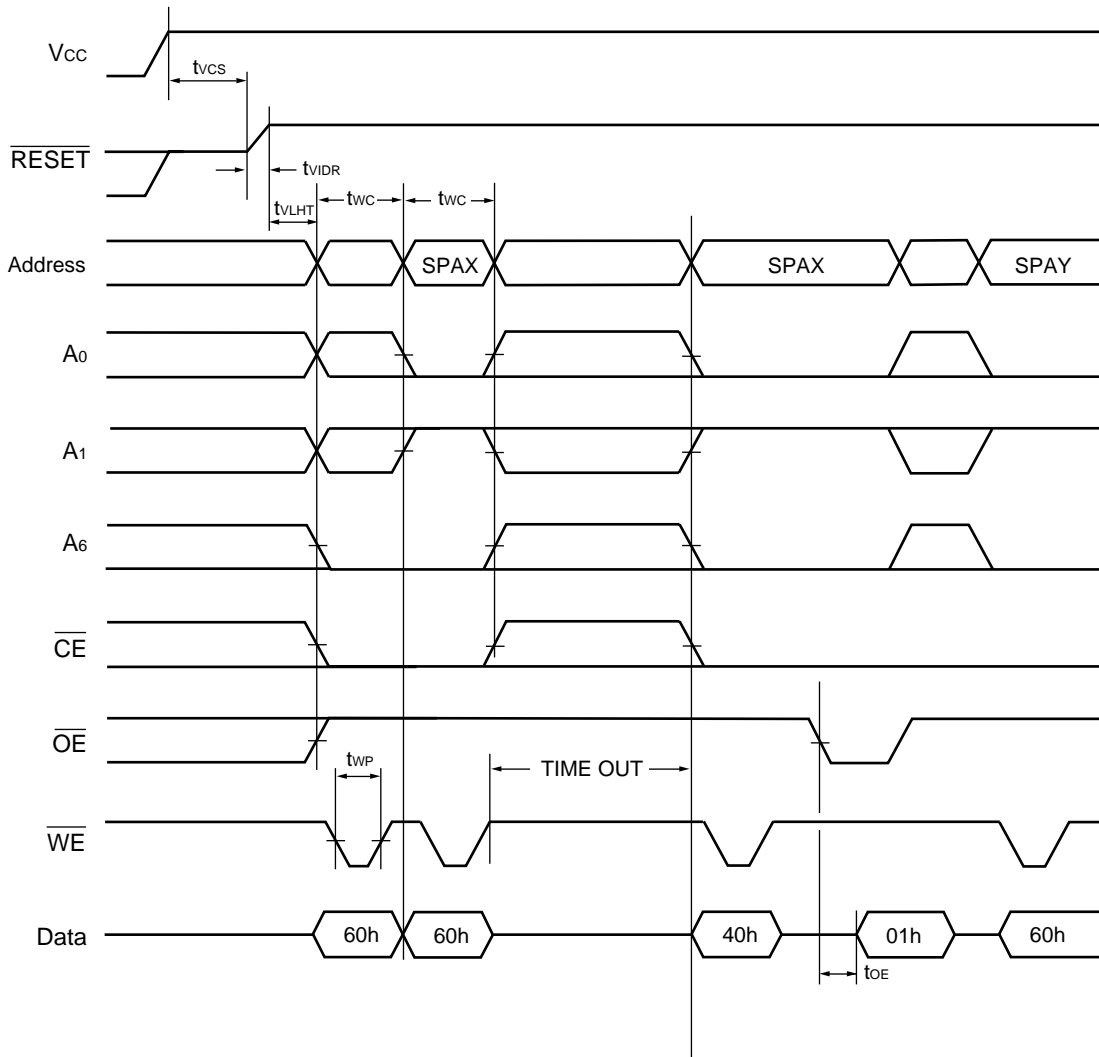 VCC
tVCS
RESET
tVIDR
tVLHT
tWC
tWC
Address
SPAX
SPAX
SPAY
A0
A1
A6
CE
OE
tWP
TIME OUT
WE
Data
60h
60h
40h
01h
60h
tOE